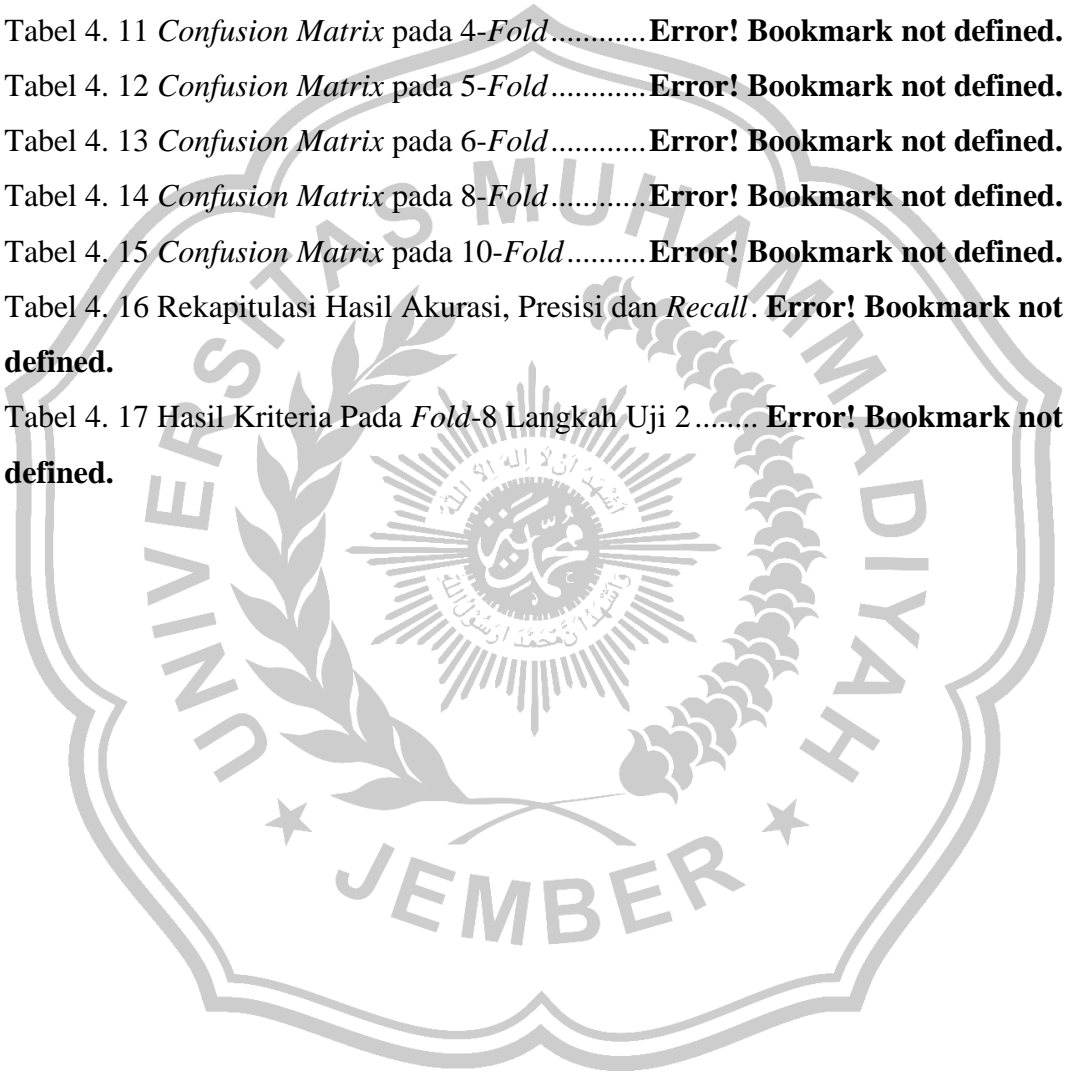 Tabel 4. 11 Confusion Matrix pada 4-Fold............Error! Bookmark not defined.
Tabel 4. 12 Confusion Matrix pada 5-Fold............Error! Bookmark not defined.
Tabel 4. 13 Confusion Matrix pada 6-Fold............Error! Bookmark not defined.
Tabel 4. 14 Confusion Matrix pada 8-Fold............Error! Bookmark not defined.
Tabel 4. 15 Confusion Matrix pada 10-Fold..........Error! Bookmark not defined.
Tabel 4. 16 Rekapitulasi Hasil Akurasi, Presisi dan Recall. Error! Bookmark not
defined.
Tabel 4. 17 Hasil Kriteria Pada Fold-8 Langkah Uji 2........ Error! Bookmark not
defined.
UNIVERSITAS MUHAMMADIYAH
JEMBER